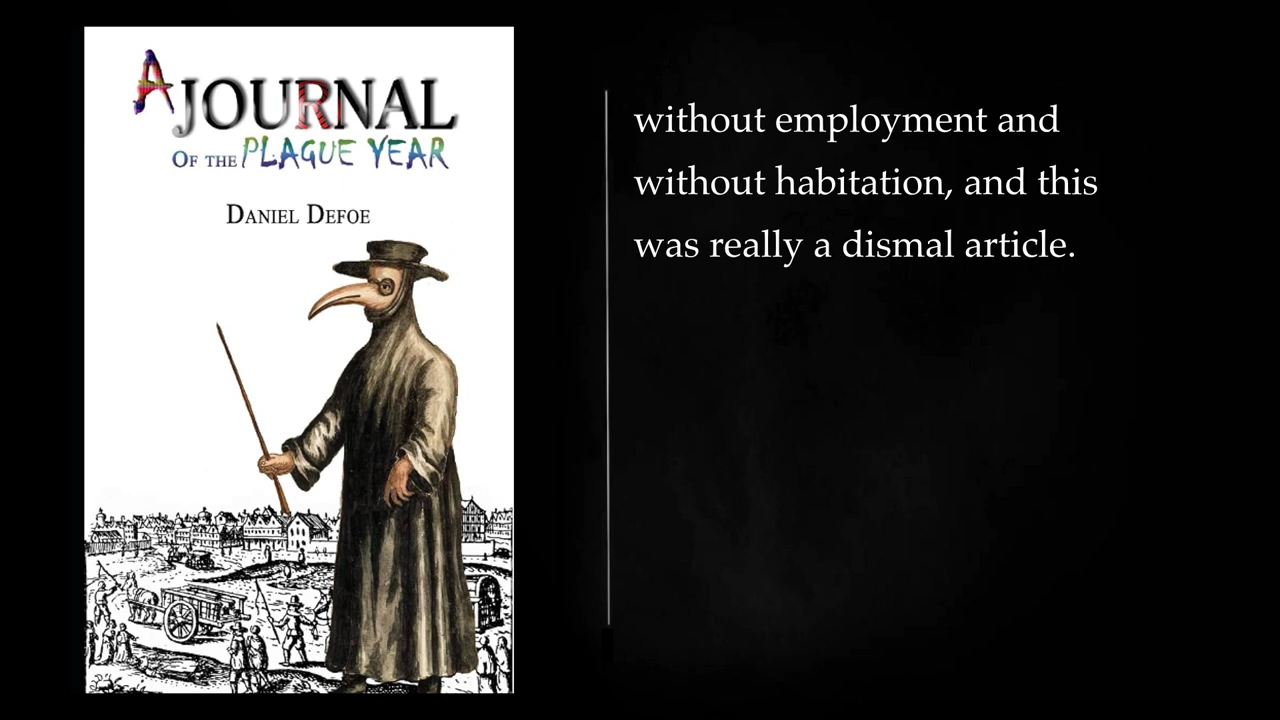 A JOURNAL
OF THE PLAGUE YEAR
DANIEL DEFOE
without employment and
without habitation, and this
was really a dismal article.